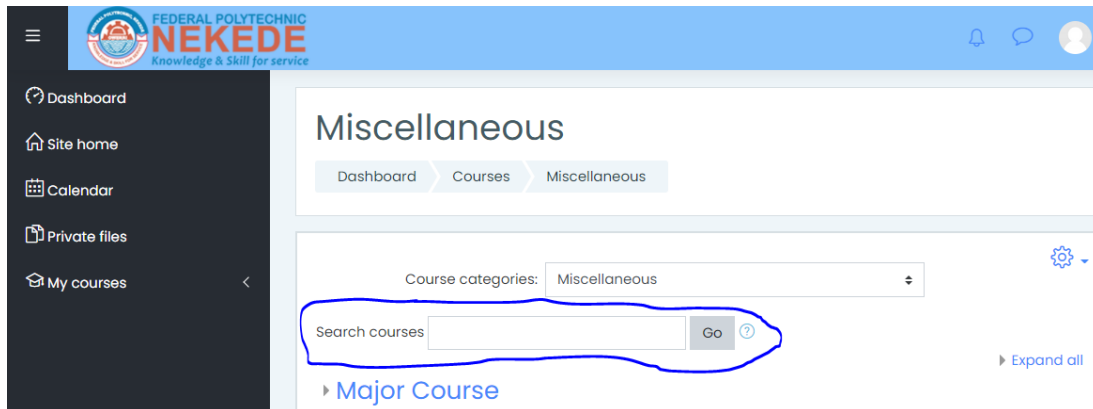 FEDERAL POLYTECHNIC
NEKEDE
Knowledge & Skill for service
Dashboard
Site home
Calendar
Private files
My courses
Miscellaneous
Dashboard Courses Miscellaneous
Course categories: Miscellaneous
Search courses Go ?
Expand all
Major Course